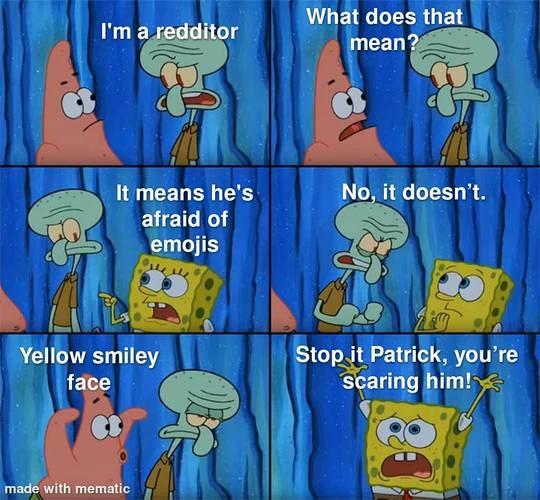 I'm a redditor
What does that
mean?
It means he's
afraid of
emojis
No, it doesn’t.
Yellow smiley
face
Stop it Patrick, you’re
scaring him!
made with mematic